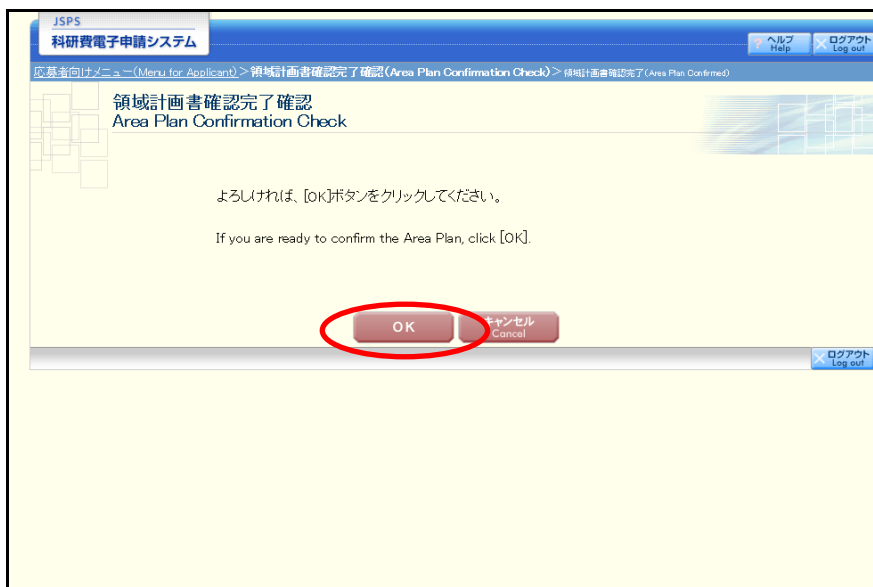 JSPS
科研費電子申請システム
? ヘルプ Help
ログアウト Log out
応募者向けメニュー(Menu for Applicant)>領域計画書確認完了確認(Area Plan Confirmation Check)>領域計画書確認完了(Area Plan Confirmed)
領域計画書確認完了確認
Area Plan Confirmation Check
よろしければ、[OK]ボタンをクリックしてください。
If you are ready to confirm the Area Plan, click [OK].
OK
キャンセル
Cancel
ログアウト
Log out